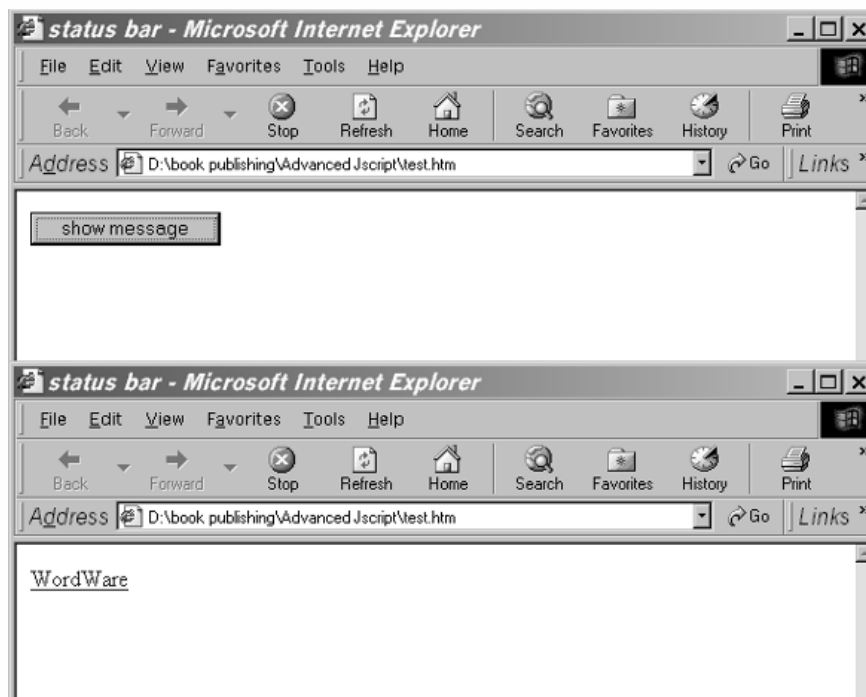 status bar - Microsoft Internet Explorer
File Edit View Favorites Tools Help
Back Forward Stop Refresh Home Search Favorites History Print
Address D:\book publishing\Advanced Jscript\test.htm Go Links
show message
status bar - Microsoft Internet Explorer
File Edit View Favorites Tools Help
Back Forward Stop Refresh Home Search Favorites History Print
Address D:\book publishing\Advanced Jscript\test.htm Go Links
WordWare